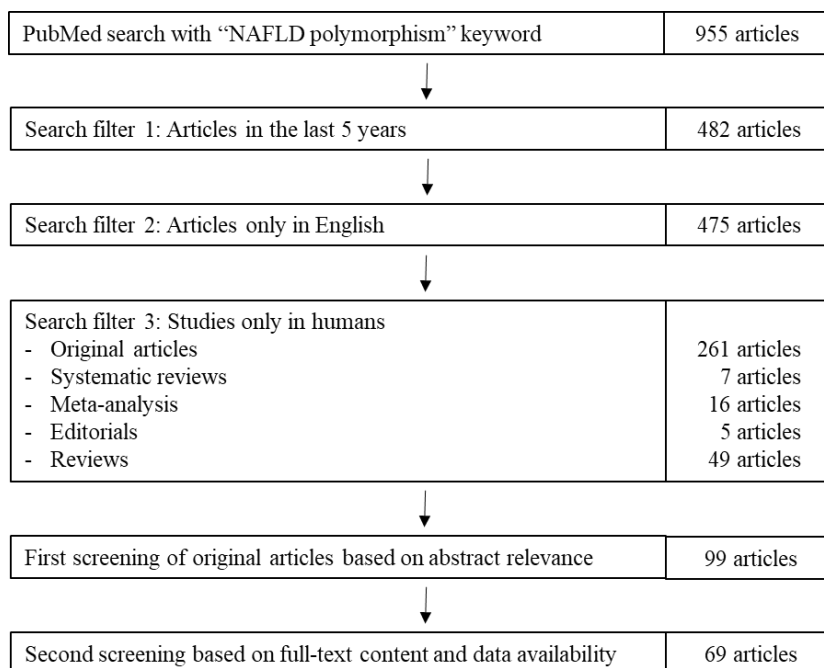 PubMed search with “NAFLD polymorphism” keyword 955 articles
Search filter 1: Articles in the last 5 years 482 articles
Search filter 2: Articles only in English 475 articles
Search filter 3: Studies only in humans
- Original articles 261 articles
- Systematic reviews 7 articles
- Meta-analysis 16 articles
- Editorials 5 articles
- Reviews 49 articles
First screening of original articles based on abstract relevance 99 articles
Second screening based on full-text content and data availability 69 articles